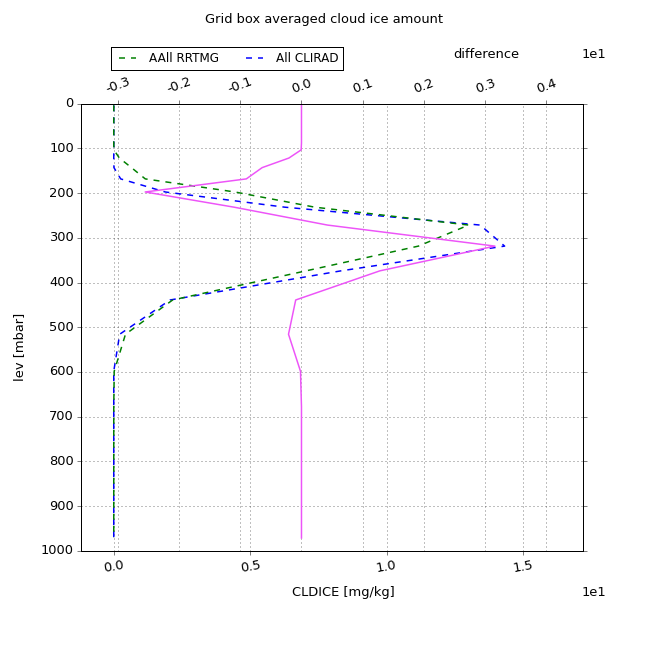 Grid box averaged cloud ice amount
AAll RRTMG All CLIRAD
difference 1e1
-0.3 -0.2 -0.1 0.0 0.1 0.2 0.3 0.4
0
100
200
300
400
500
600
700
800
900
1000
lev [mbar]
0.0 0.5 1.0 1.5
CLDICE [mg/kg] 1e1